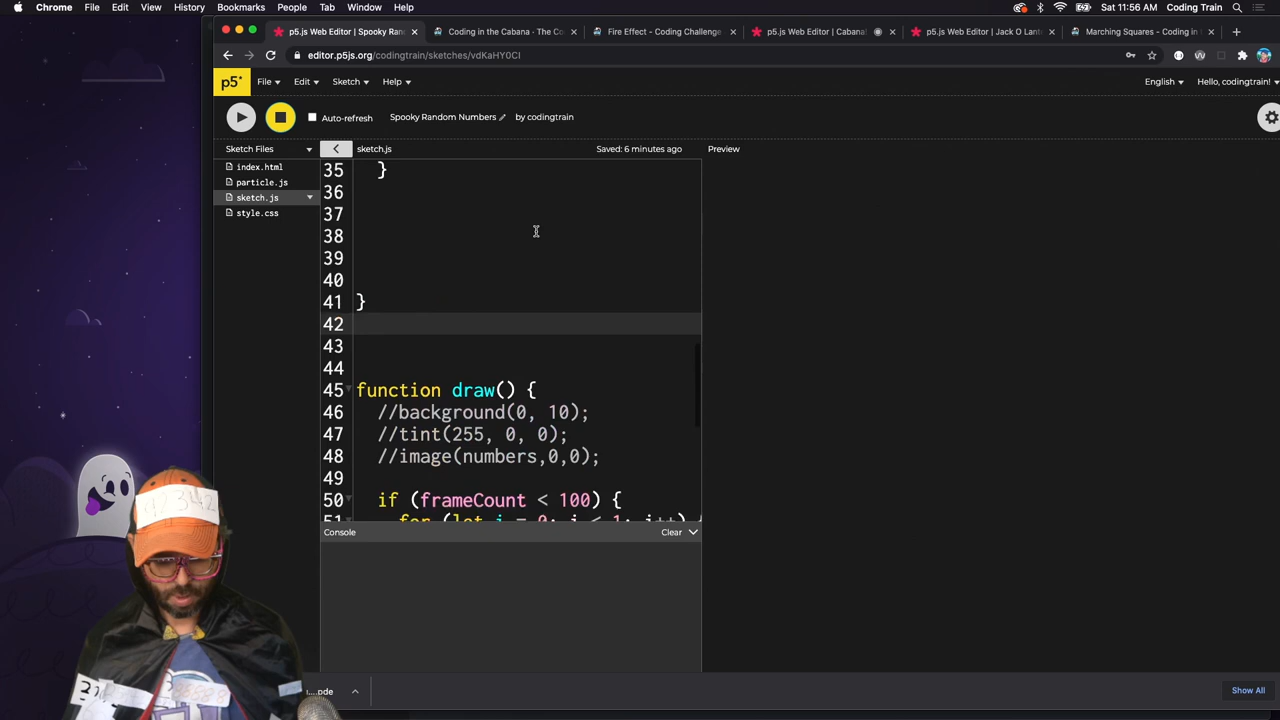 Chrome File Edit View History Bookmarks People Tab Window Help
Sat 11:56 AM Coding Train
p5.js Web Editor | Spooky Ran
Coding in the Cabana - The Co
Fire Effect - Coding Challenge
p5.js Web Editor | Cabana
p5.js Web Editor | Jack O Lant
Marching Squares - Coding in
editor.p5js.org/codingtrain/sketches/vdKaHY0CI
p5* File Edit Sketch Help
English Hello, codingtrain!
Auto-refresh Spooky Random Numbers by codingtrain
Sketch Files
sketch.js Saved: 6 minutes ago Preview
index.html
particle.js
sketch.js
style.css
35 }
36
37
38
39
40
41 }
42
43
44
45 function draw() {
46 //background(0, 10);
47 //tint(255, 0, 0);
48 //image(numbers,0,0);
49
50 if (frameCount < 100) {
51 for (let i = 0; i < 1; i++) {
Console Clear
Show All